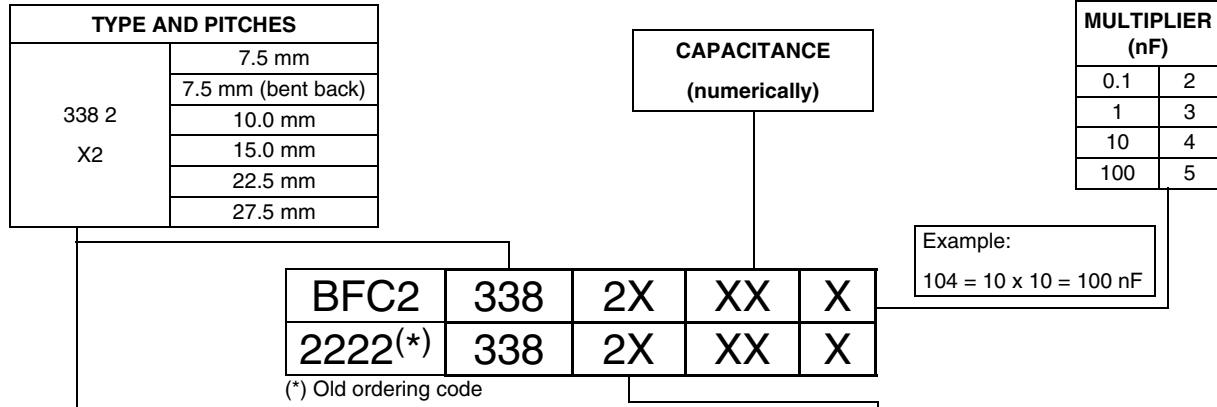 TYPE AND PITCHES
338 2
X2
7.5 mm
7.5 mm (bent back)
10.0 mm
15.0 mm
22.5 mm
27.5 mm
CAPACITANCE
(numerically)
MULTIPLIER
(nF)
0.1 2
1 3
10 4
100 5
Example:
104 = 10 x 10 = 100 nF
BFC2 338 2X XX X
2222(*) 338 2X XX X
(*) Old ordering code